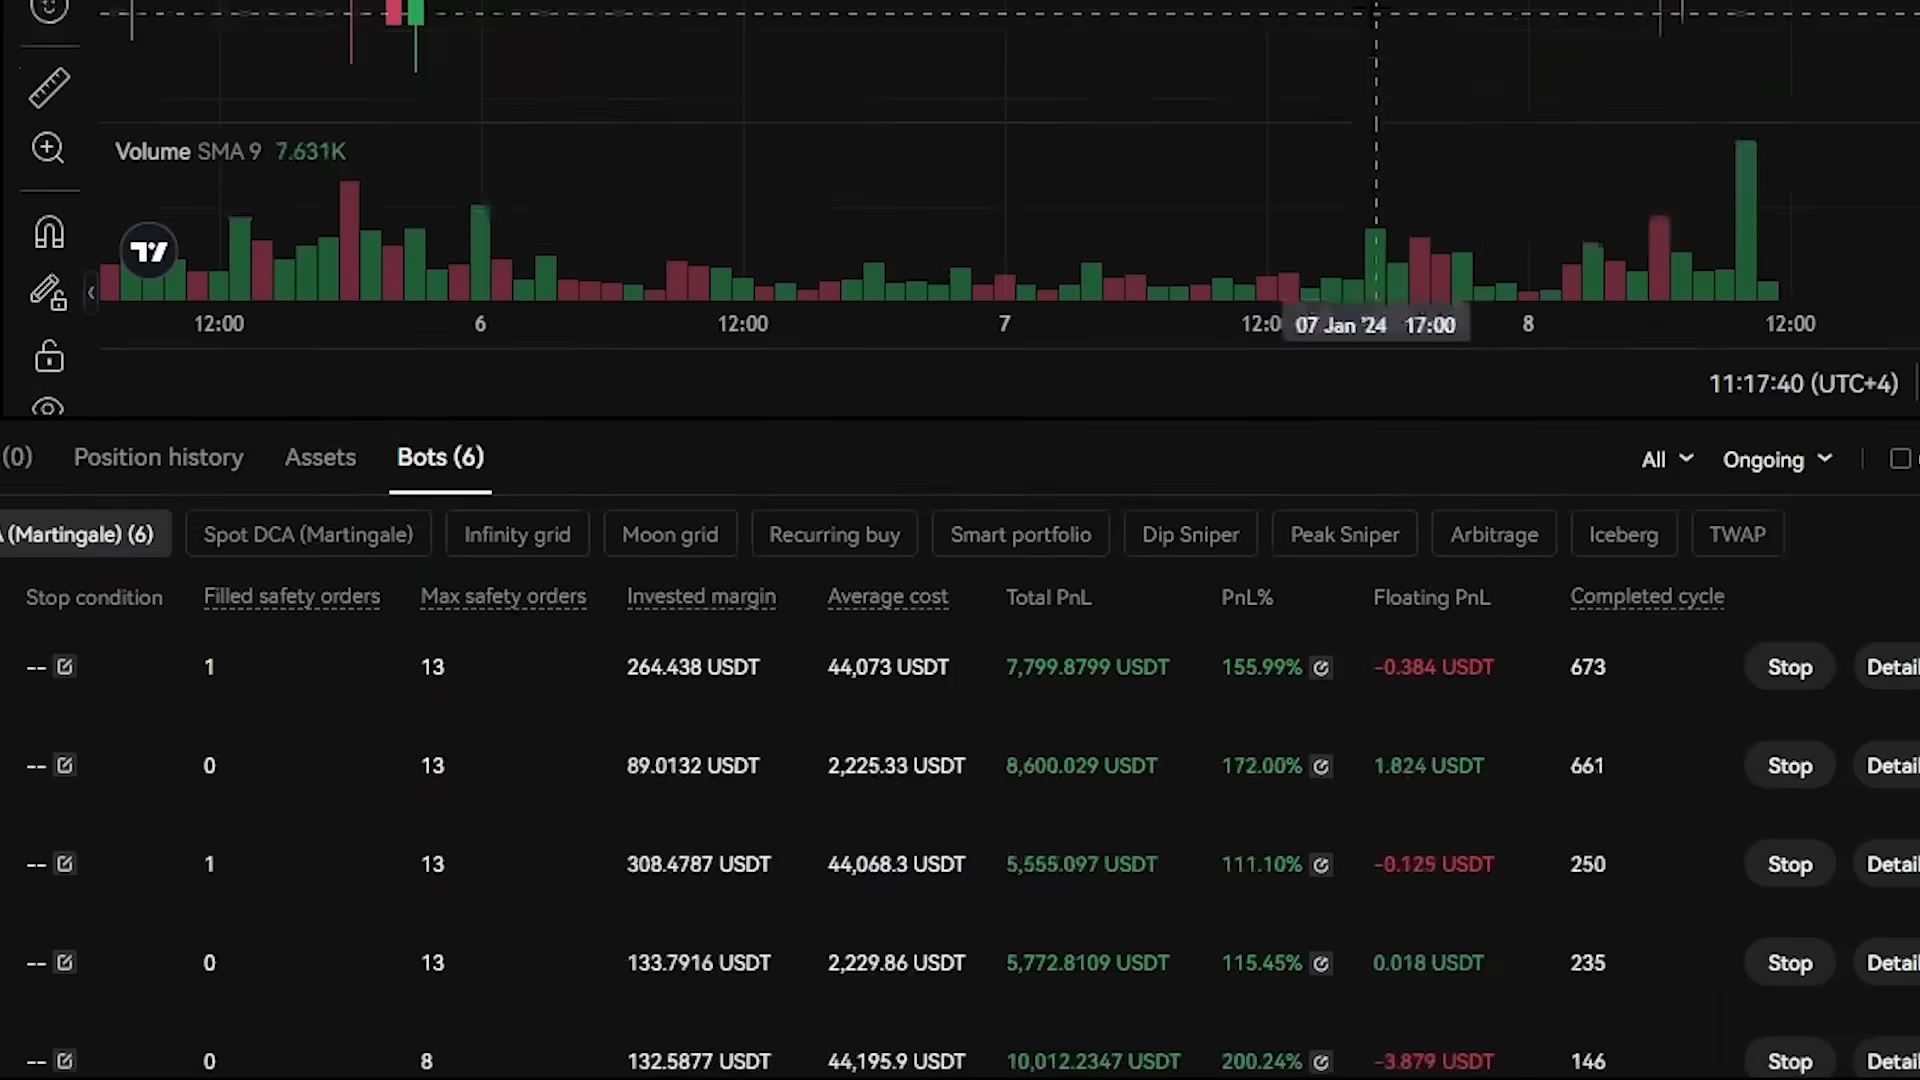 Volume SMA 9 7.631K
12:00 6 12:00 7 12:0 07 Jan '24 17:00 8 12:00
11:17:40 (UTC+4)
(0) Position history Assets Bots (6) All Ongoing
(Martingale) (6) Spot DCA (Martingale) Infinity grid Moon grid Recurring buy Smart portfolio Dip Sniper Peak Sniper Arbitrage Iceberg TWAP
Stop condition Filled safety orders Max safety orders Invested margin Average cost Total PnL PnL% Floating PnL Completed cycle
-- 1 13 264.438 USDT 44,073 USDT 7,799.8799 USDT 155.99% -0.384 USDT 673 Stop Detail
-- 0 13 89.0132 USDT 2,225.33 USDT 8,600.029 USDT 172.00% 1.824 USDT 661 Stop Detail
-- 1 13 308.4787 USDT 44,068.3 USDT 5,555.097 USDT 111.10% -0.125 USDT 250 Stop Detail
-- 0 13 133.7916 USDT 2,229.86 USDT 5,772.8109 USDT 115.45% 0.018 USDT 235 Stop Detail
-- 0 8 132.5877 USDT 44,195.9 USDT 10,012.2347 USDT 200.24% -3.879 USDT 146 Stop Detail